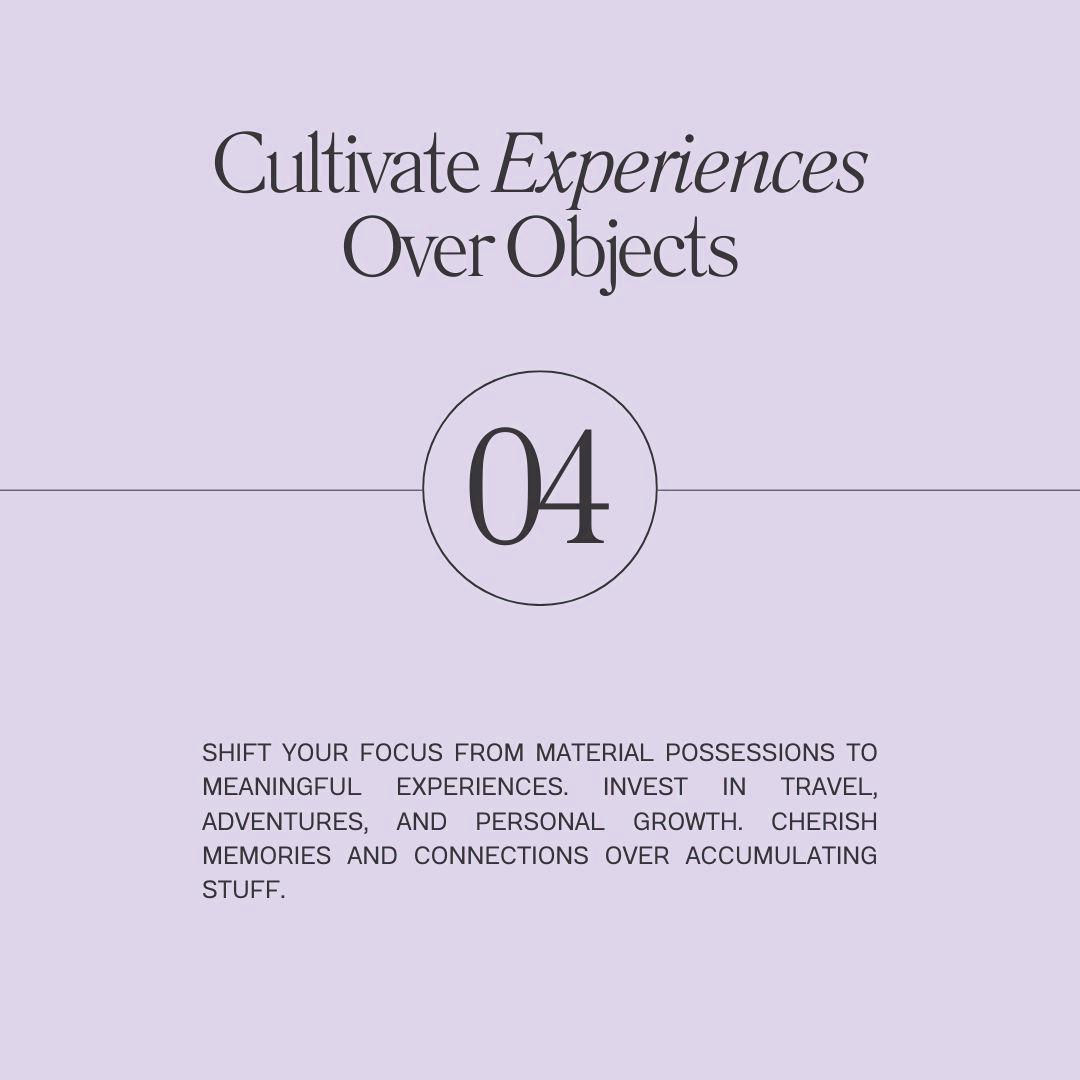 Cultivate Experiences
Over Objects
04
SHIFT YOUR FOCUS FROM MATERIAL POSSESSIONS TO
MEANINGFUL EXPERIENCES. INVEST IN TRAVEL,
ADVENTURES, AND PERSONAL GROWTH. CHERISH
MEMORIES AND CONNECTIONS OVER ACCUMULATING
STUFF.